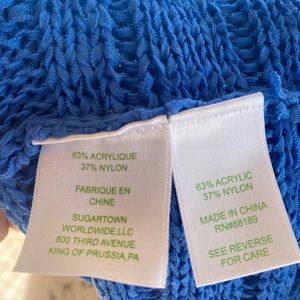 63% ACRYLIQUE
37% NYLON
FABRIQUE EN
CHINE
SUGARTOWN
WORLDWIDE, LLC
800 THIRD AVENUE
KING OF PRUSSIA, PA
63% ACRYLIC
37% NYLON
MADE IN CHINA
RN#88189
SEE REVERSE
FOR CARE